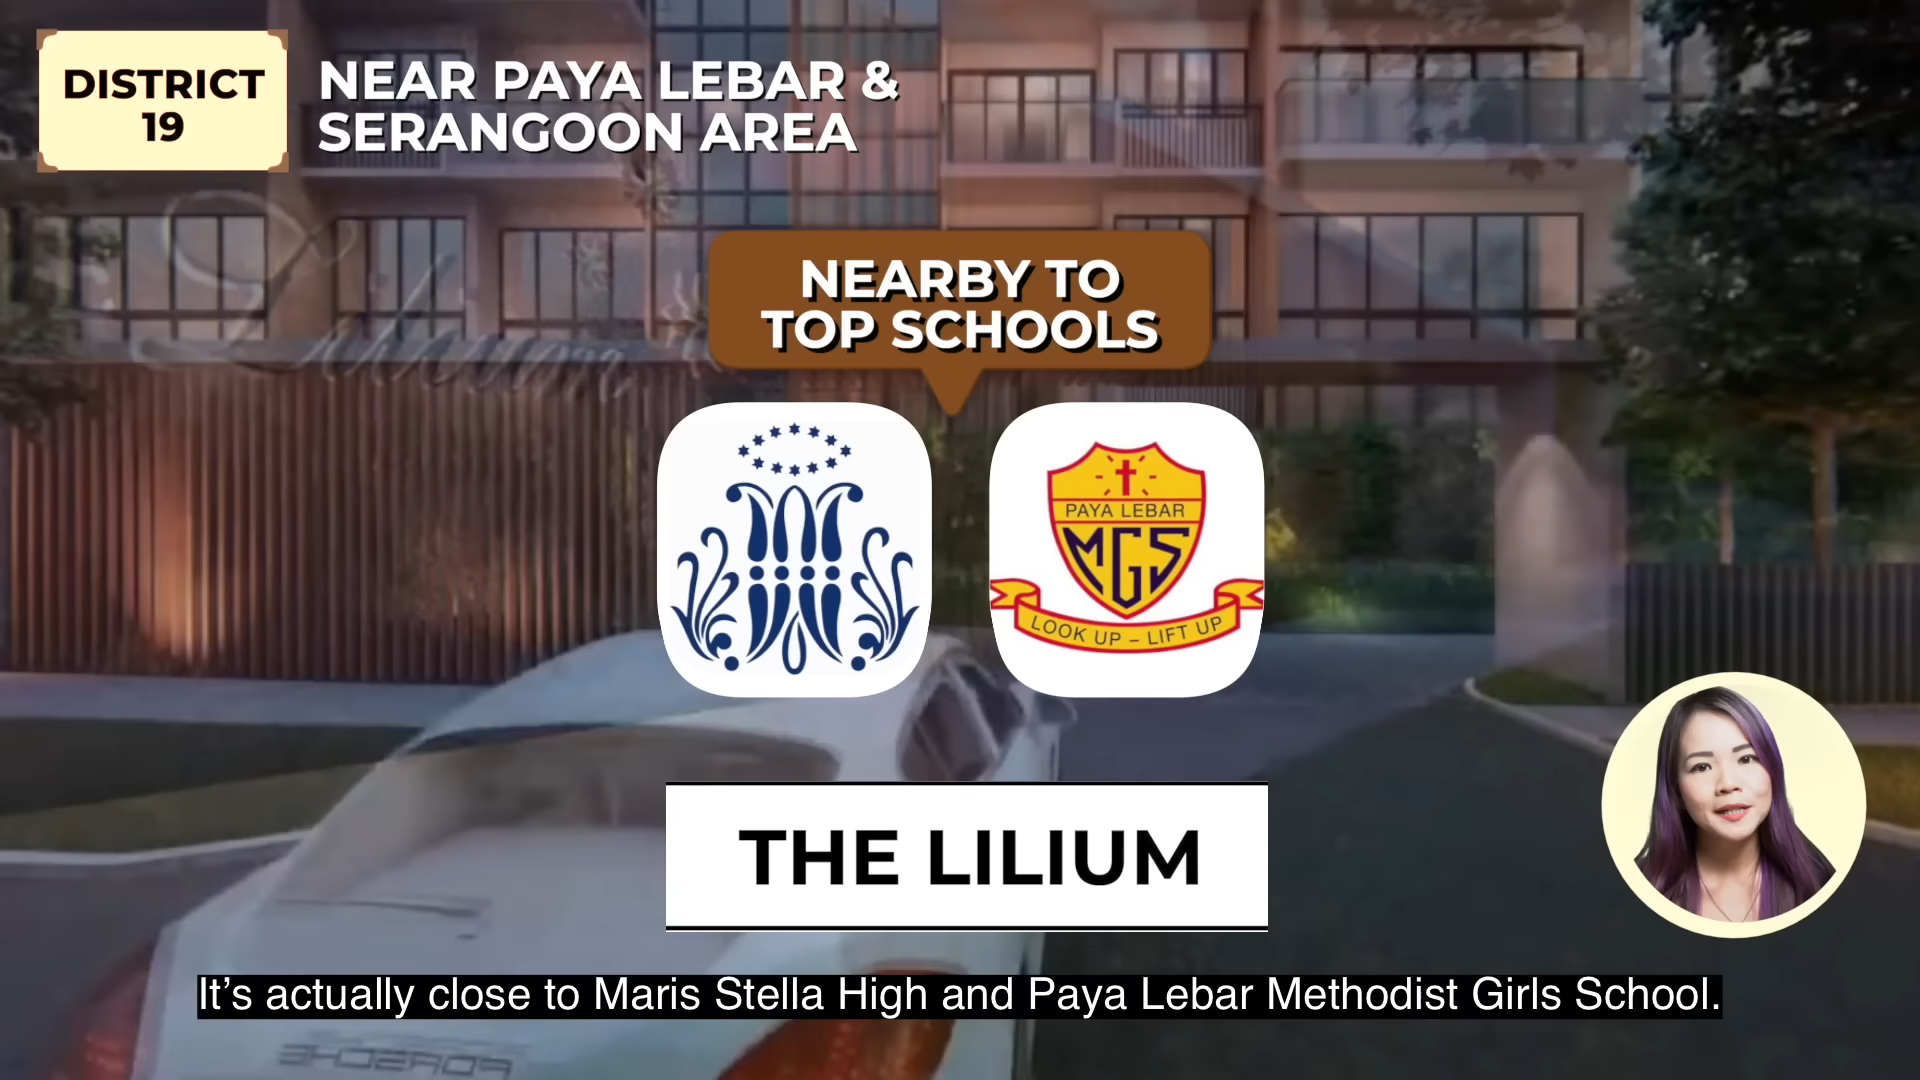 DISTRICT
19
NEAR PAYA LEBAR &
SERANGOON AREA
Lilium
NEARBY TO
TOP SCHOOLS
PAYA LEBAR
MGS
LOOK UP – LIFT UP
THE LILIUM
It’s actually close to Maris Stella High and Paya Lebar Methodist Girls School.